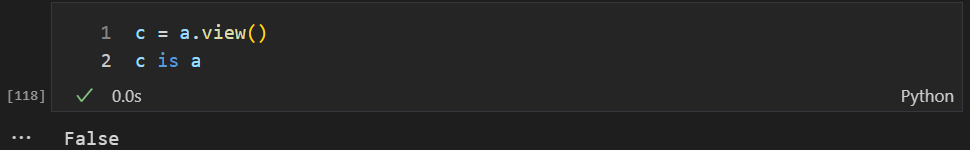 1 c = a.view()
2 c is a
[118] 0.0s Python
... False